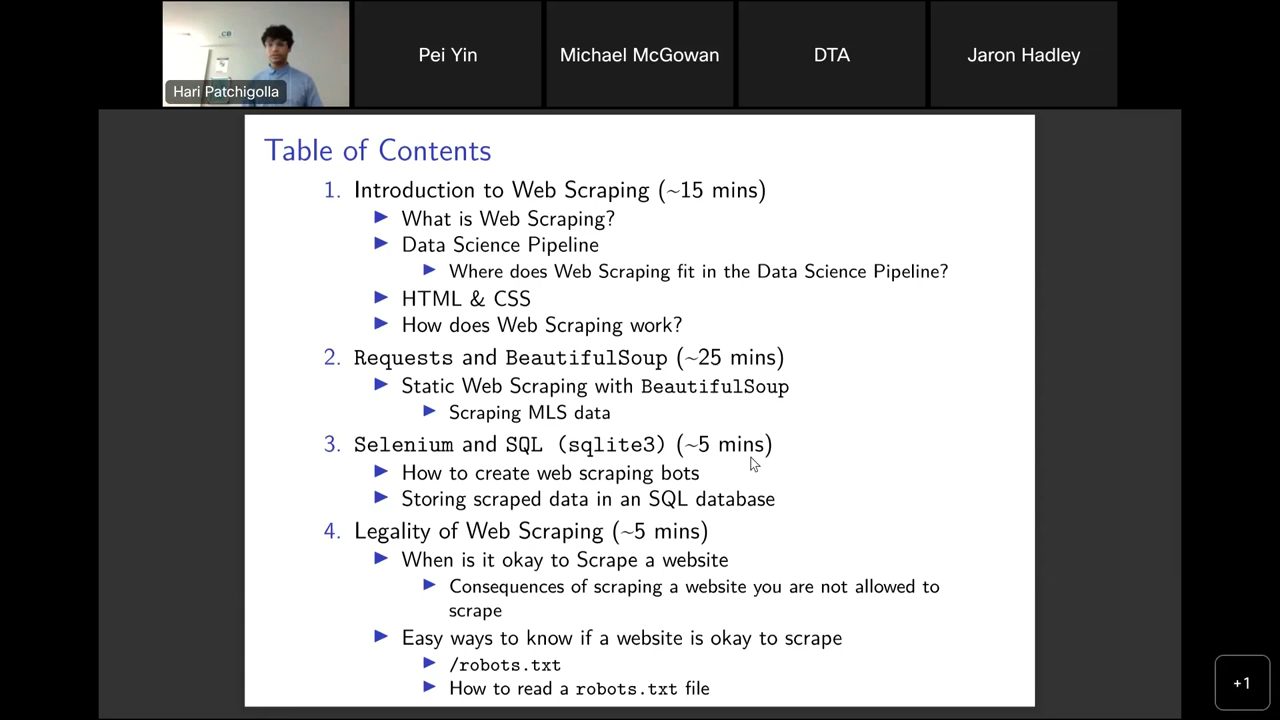 Hari Patchigolla
Pei Yin
Michael McGowan
DTA
Jaron Hadley
Table of Contents
1. Introduction to Web Scraping (~15 mins)
What is Web Scraping?
Data Science Pipeline
Where does Web Scraping fit in the Data Science Pipeline?
HTML & CSS
How does Web Scraping work?
2. Requests and BeautifulSoup (~25 mins)
Static Web Scraping with BeautifulSoup
Scraping MLS data
3. Selenium and SQL (sqlite3) (~5 mins)
How to create web scraping bots
Storing scraped data in an SQL database
4. Legality of Web Scraping (~5 mins)
When is it okay to Scrape a website
Consequences of scraping a website you are not allowed to
scrape
Easy ways to know if a website is okay to scrape
/robots.txt
How to read a robots.txt file
+1